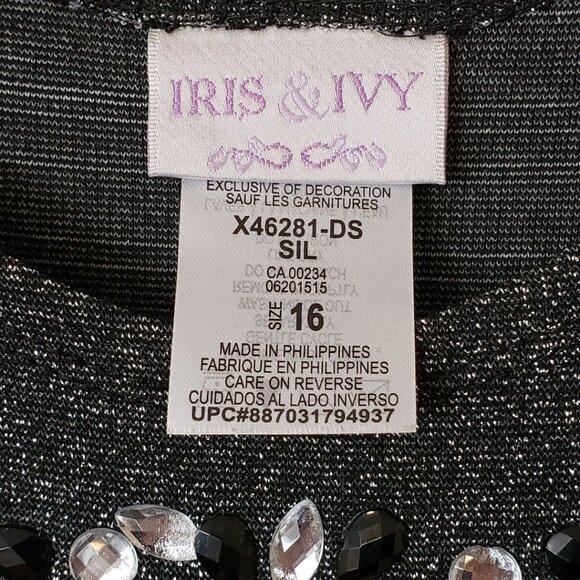 IRIS & IVY
EXCLUSIVE OF DECORATION
SAUF LES GARNITURES
X46281-DS
SIL
CA 00234
06201515
SIZE 16
MADE IN PHILIPPINES
FABRIQUE EN PHILIPPINES
CARE ON REVERSE
CUIDADOS AL LADO INVERSO
UPC#887031794937